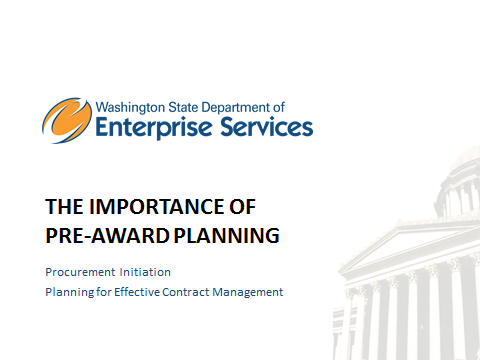 Washington State Department of
Enterprise Services
THE IMPORTANCE OF
PRE-AWARD PLANNING
Procurement Initiation
Planning for Effective Contract Management